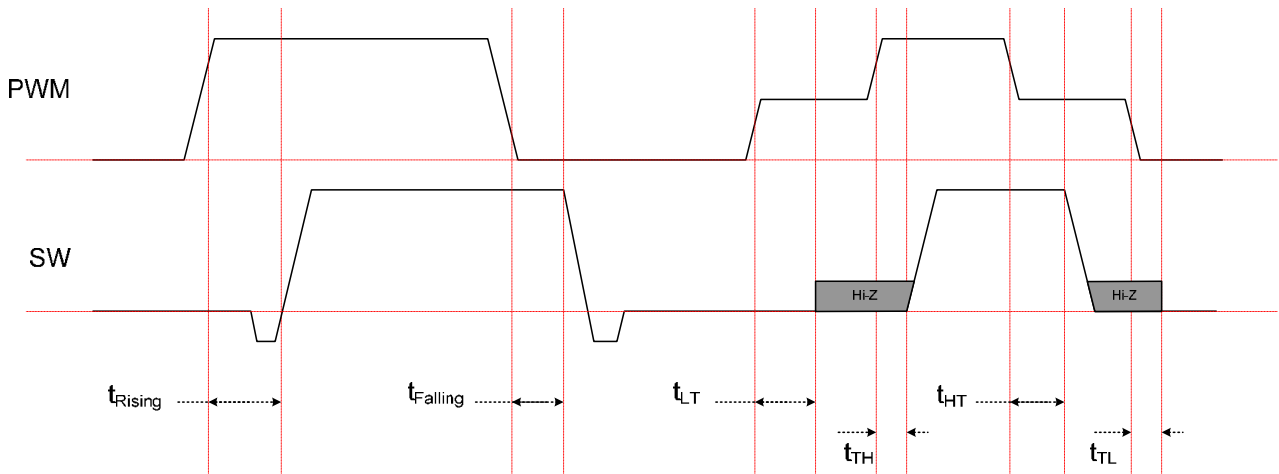 PWM
SW
Hi-Z
Hi-Z
tRising
tFalling
tLT
tHT
tTH
tTL